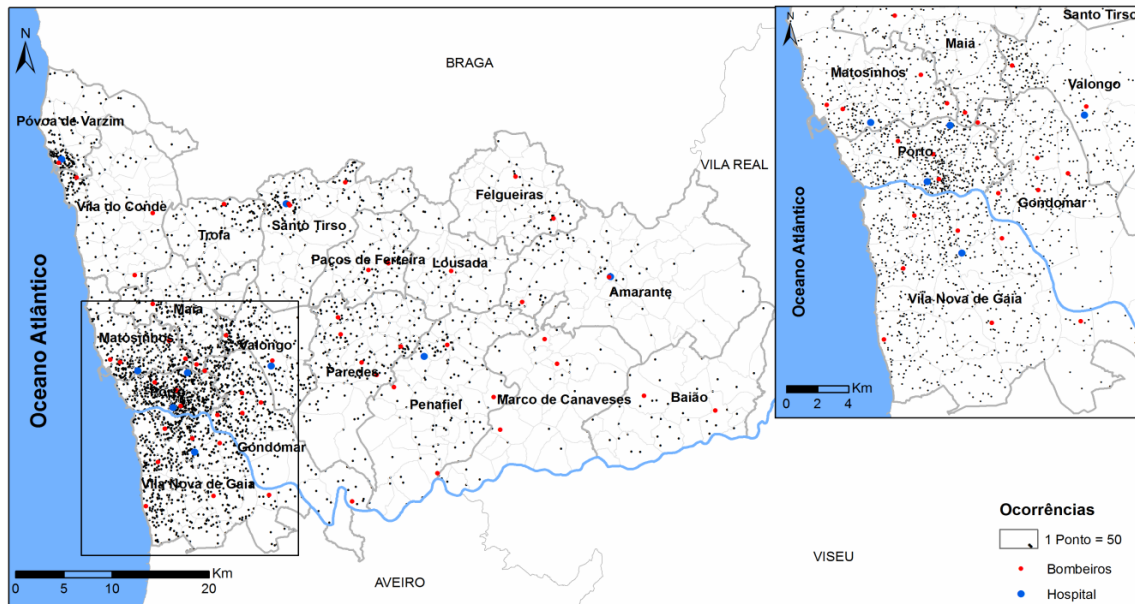 N
BRAGA
Póvoa de Varzim
VILA REAL
Vila do Conde
Felgueiras
Trofa
Santo Tirso
Paços de Ferreira
Lousada
Amarante
Oceano Atlântico
Maia
Matosinhos
Valongo
Paredes
Porto
Penafiel
Marco de Canaveses
Baião
Gondomar
Vila Nova de Gaia
Km
0 5 10 20
AVEIRO
VISEU
N
Santo Tirso
Maia
Matosinhos
Valongo
Porto
Gondomar
Oceano Atlântico
Vila Nova de Gaia
Km
0 2 4
Ocorrências
1 Ponto = 50
Bombeiros
Hospital